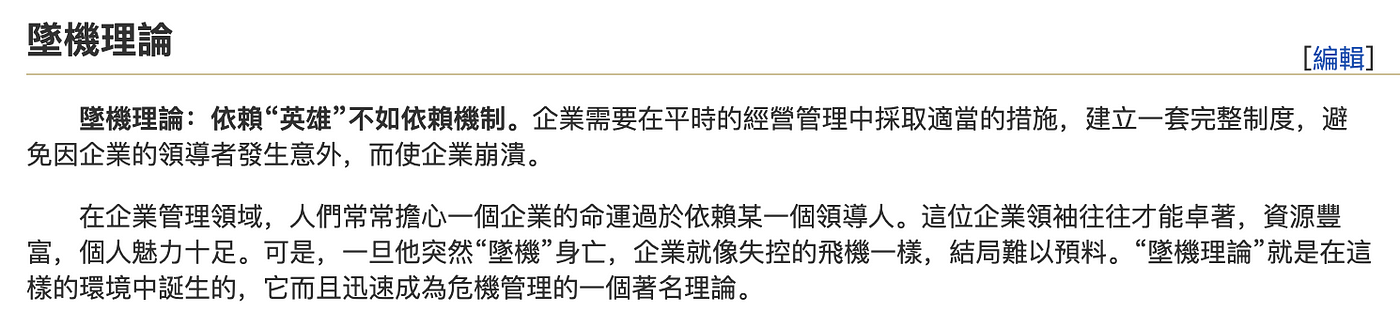 墜機理論
[編輯]
墜機理論：依賴“英雄”不如依賴機制。企業需要在平時的經營管理中採取適當的措施，建立一套完整制度，避
免因企業的領導者發生意外，而使企業崩潰。
在企業管理領域，人們常常擔心一個企業的命運過於依賴某一個領導人。這位企業領袖往往才能卓著，資源豐
富，個人魅力十足。可是，一旦他突然“墜機”身亡，企業就像失控的飛機一樣，結局難以預料。“墜機理論”就是在這
樣的環境中誕生的，它而且迅速成為危機管理的一個著名理論。